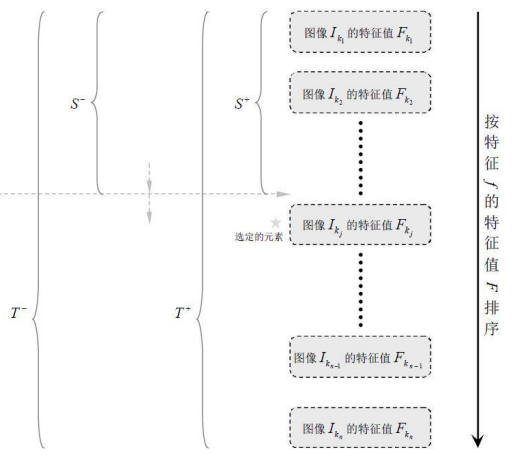 图像 I_{k_1} 的特征值 F_{k_1}
S^-
S^+
图像 I_{k_2} 的特征值 F_{k_2}
图像 I_{k_j} 的特征值 F_{k_j}
选定的元素
T^-
T^+
图像 I_{k_{n-1}} 的特征值 F_{k_{n-1}}
图像 I_{k_n} 的特征值 F_{k_n}
按特征 f 的特征值 F 排序